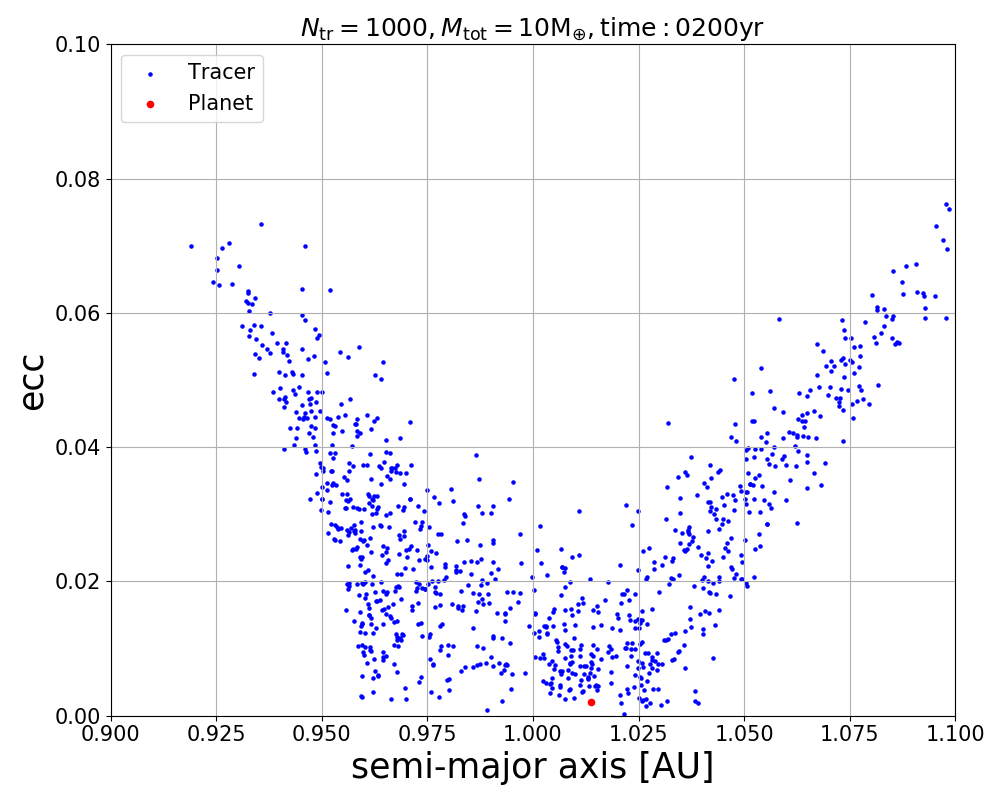 N_tr = 1000, M_tot = 10M_⊕, time : 0200yr
Tracer
Planet
ecc
0.10
0.08
0.06
0.04
0.02
0.00
0.900 0.925 0.950 0.975 1.000 1.025 1.050 1.075 1.100
semi-major axis [AU]